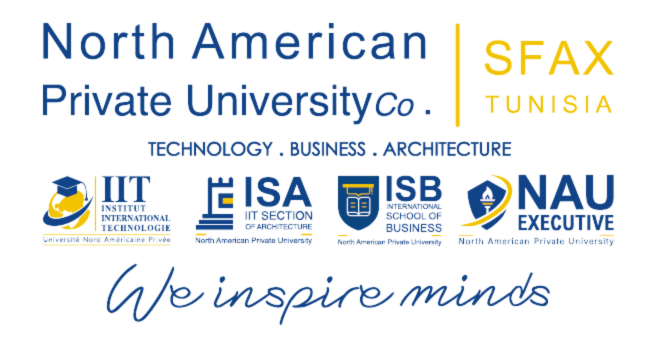 North American
Private University Co.
SFAX
TUNISIA
TECHNOLOGY . BUSINESS . ARCHITECTURE
IIT
INSTITUT
INTERNATIONAL
TECHNOLOGIE
Université Nord Américaine Privée
ISA
IIT SECTION
OF ARCHITECTURE
North American Private University
ISB
INTERNATIONAL
SCHOOL OF
BUSINESS
North American Private University
NAU
EXECUTIVE
North American Private University
We inspire minds